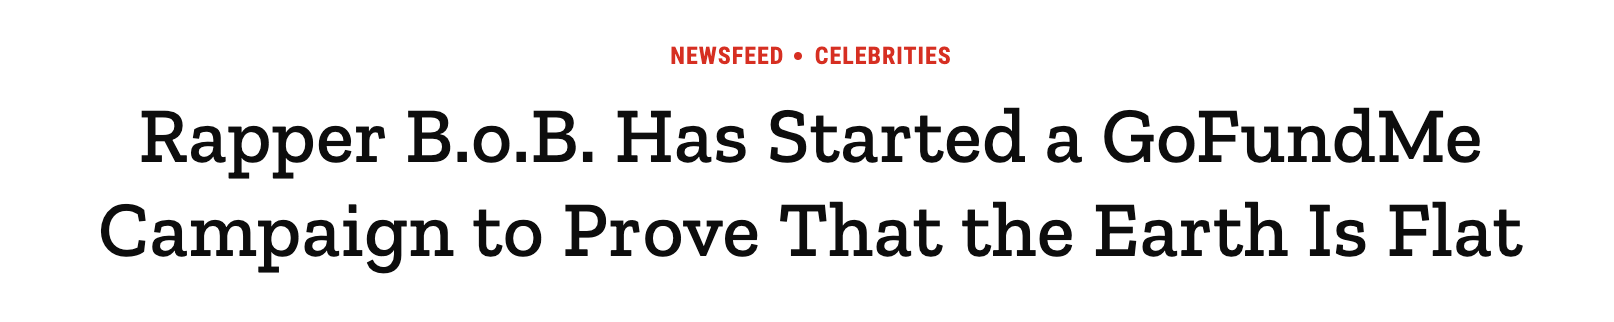 NEWSFEED • CELEBRITIES
Rapper B.o.B. Has Started a GoFundMe
Campaign to Prove That the Earth Is Flat